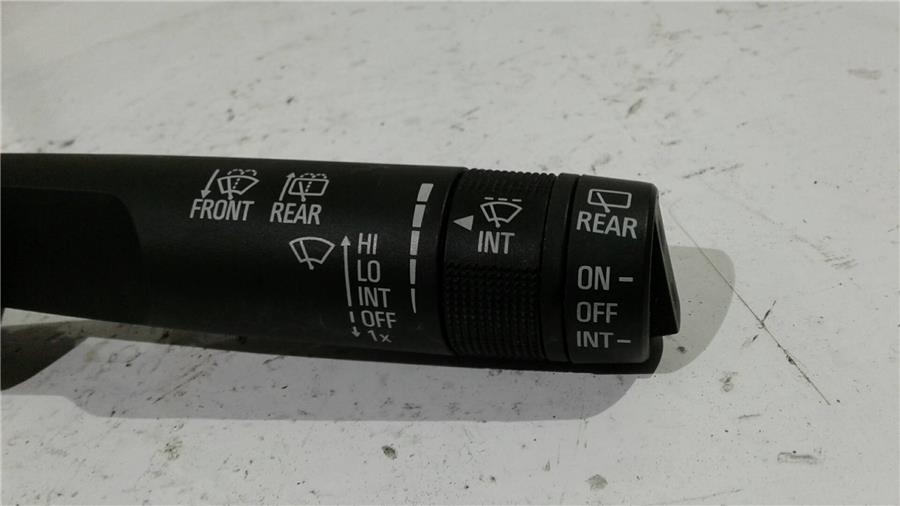 FRONT REAR
HI
LO
INT
OFF
1x
INT
REAR
ON
OFF
INT